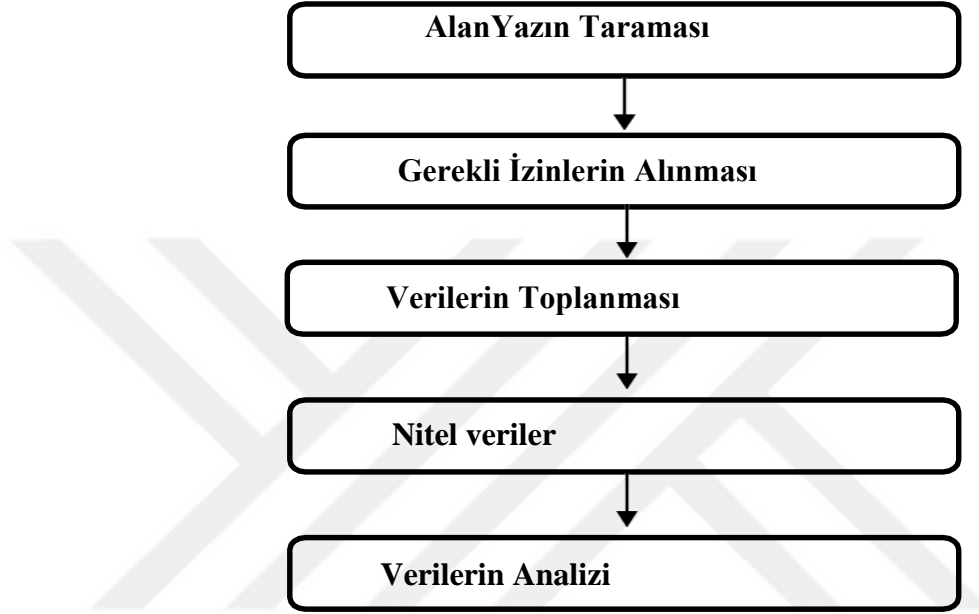 AlanYazın Taraması
Gerekli İzinlerin Alınması
Verilerin Toplanması
Nitel veriler
Verilerin Analizi